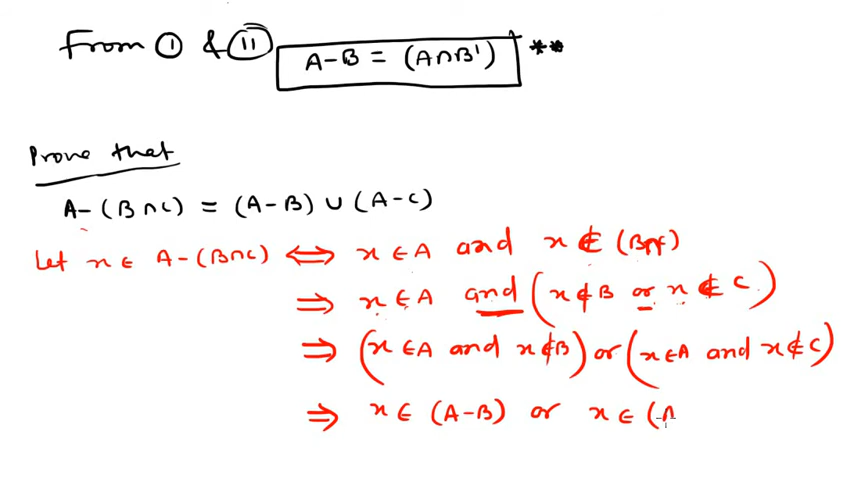 From ① & ⑪ A-B = (A∩B') **
Prove that
A-(B∩C) = (A-B) ∪ (A-C)
Let x ∈ A-(B∩C) ⟺ x ∈ A and x ∉ (B∩C)
⇒ x ∈ A and (x ∉ B or x ∉ C)
⇒ (x ∈ A and x ∉ B) or (x ∈ A and x ∉ C)
⇒ x ∈ (A-B) or x ∈ (A